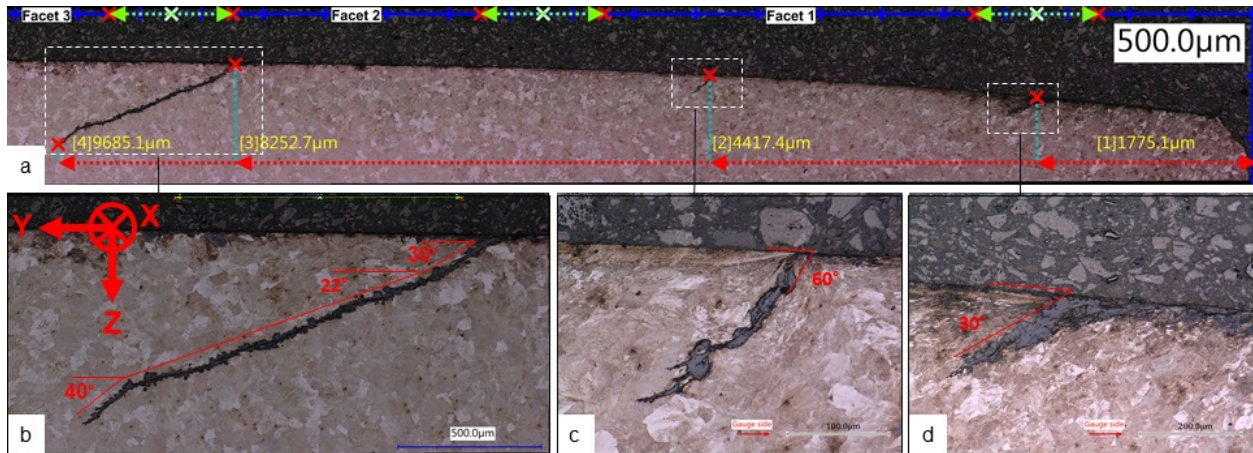 Facet 3
Facet 2
Facet 1
500.0μm
[4]9685.1μm
[3]8252.7μm
[2]4417.4μm
[1]1775.1μm
a
Y
X
Z
30°
22°
40°
500.0μm
b
60°
Gauge side
100.0μm
c
30°
Gauge side
200.0μm
d